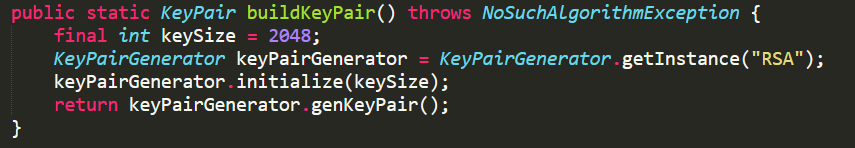 public static KeyPair buildKeyPair() throws NoSuchAlgorithmException {
    final int keySize = 2048;
    KeyPairGenerator keyPairGenerator = KeyPairGenerator.getInstance("RSA");
    keyPairGenerator.initialize(keySize);
    return keyPairGenerator.genKeyPair();
}